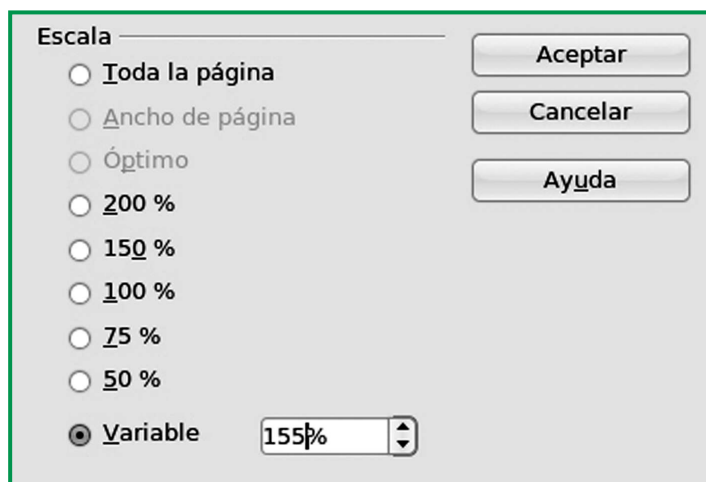 Escala
Toda la página
Ancho de página
Óptimo
200 %
150 %
100 %
75 %
50 %
Variable 155%
Aceptar
Cancelar
Ayuda